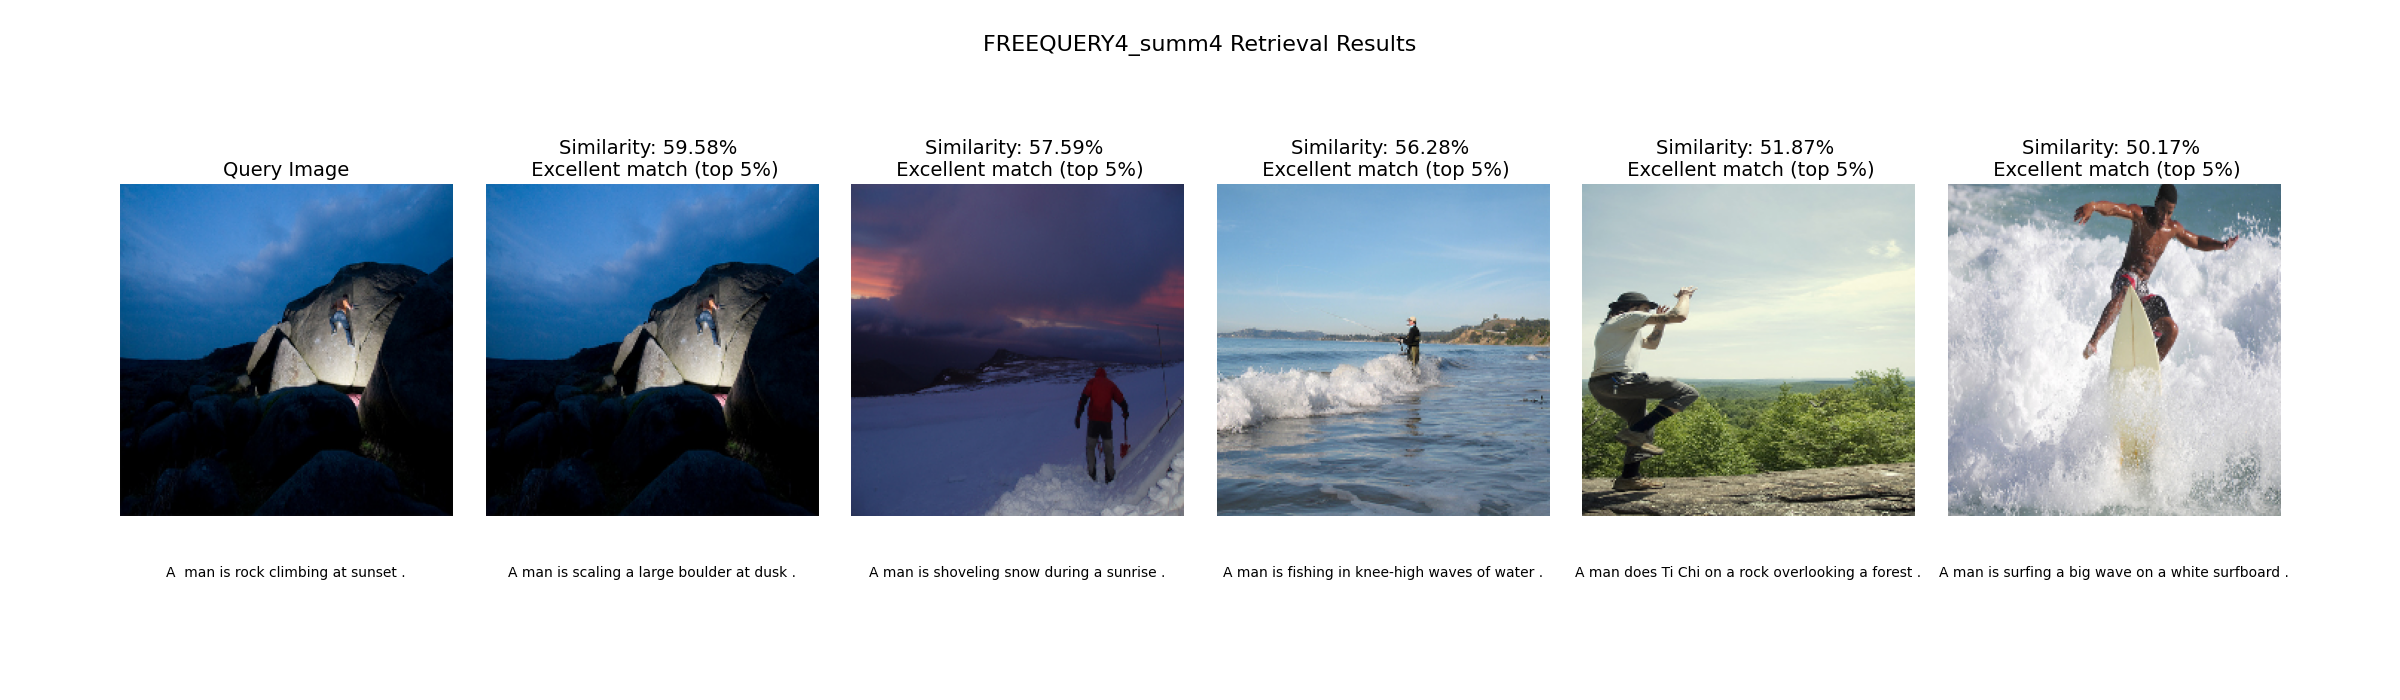 FREEQUERY4_summ4 Retrieval Results
Query Image
Similarity: 59.58%
Excellent match (top 5%)
Similarity: 57.59%
Excellent match (top 5%)
Similarity: 56.28%
Excellent match (top 5%)
Similarity: 51.87%
Excellent match (top 5%)
Similarity: 50.17%
Excellent match (top 5%)
A  man is rock climbing at sunset .
A man is scaling a large boulder at dusk .
A man is shoveling snow during a sunrise .
A man is fishing in knee-high waves of water .
A man does Ti Chi on a rock overlooking a forest .
A man is surfing a big wave on a white surfboard .